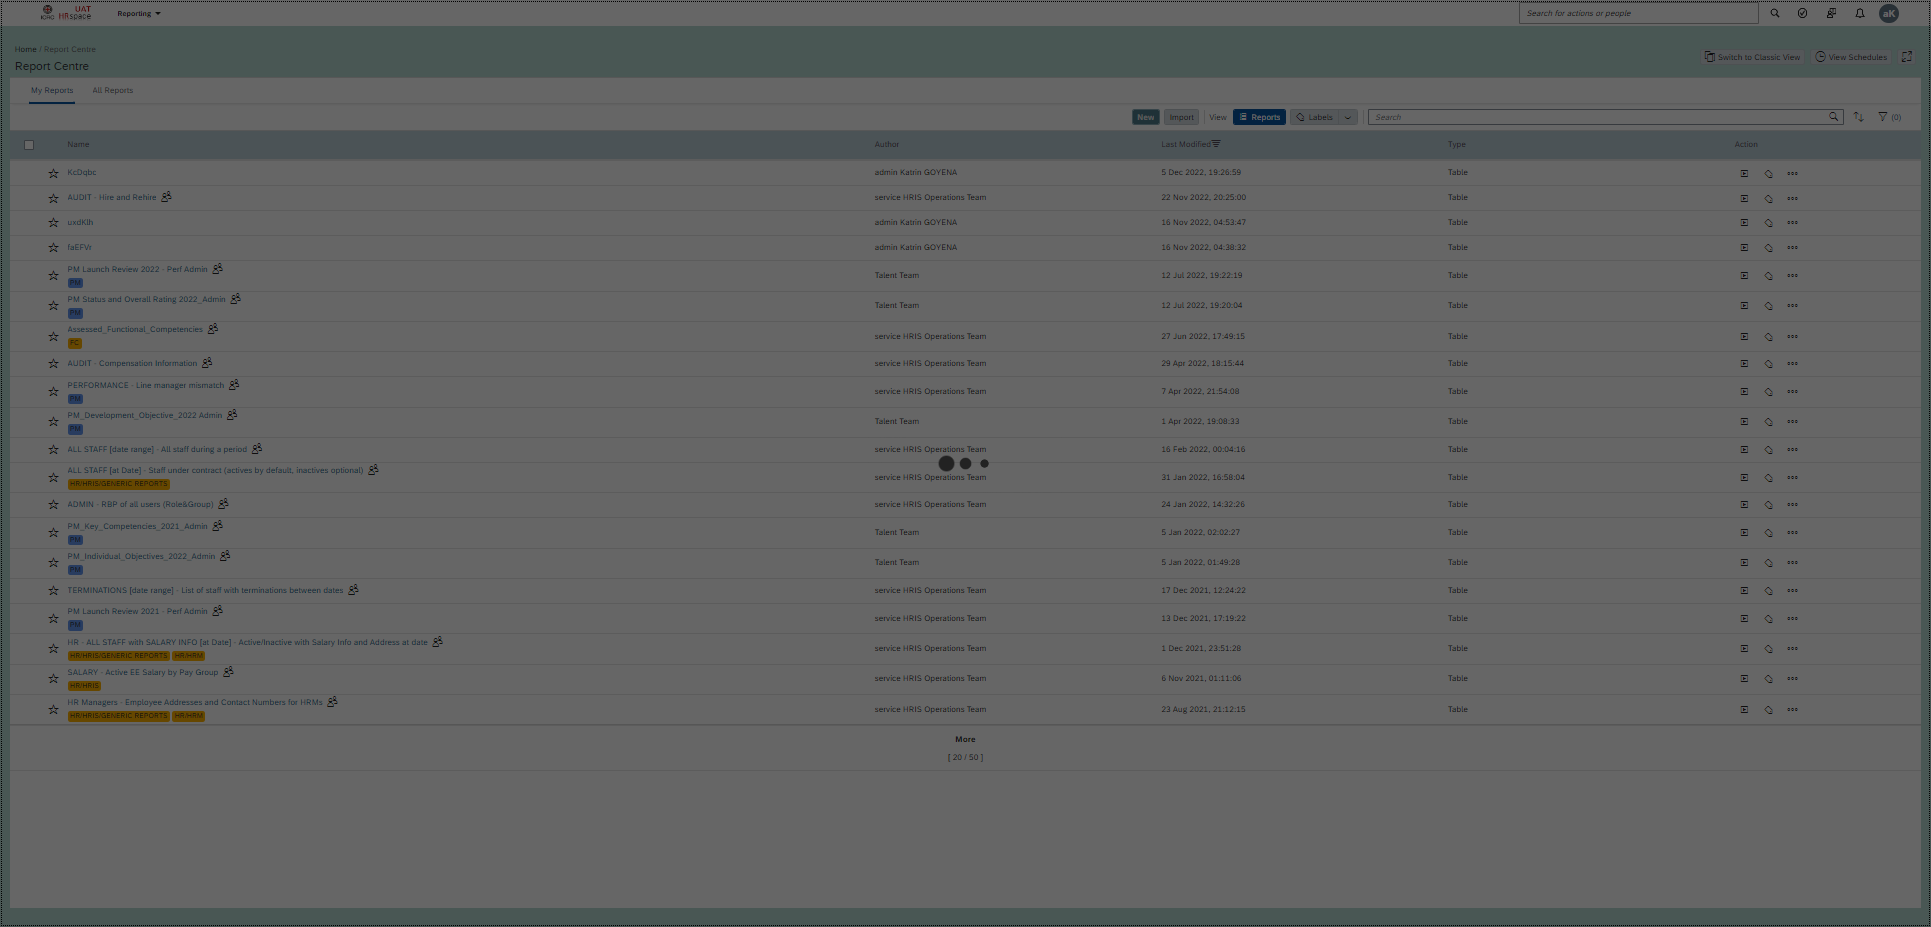 ICRC
UAT
HRspace
Reporting
Search for actions or people
aK
Home / Report Centre
Report Centre
Switch to Classic View
View Schedules
My Reports
All Reports
New
Import
View
Reports
Labels
Search
(0)
Name Author Last Modified Type Action
KcDqbc admin Katrin GOYENA 5 Dec 2022, 19:26:59 Table
AUDIT - Hire and Rehire service HRIS Operations Team 22 Nov 2022, 20:25:00 Table
uxdKlh admin Katrin GOYENA 16 Nov 2022, 04:53:47 Table
faEFVr admin Katrin GOYENA 16 Nov 2022, 04:38:32 Table
PM Launch Review 2022 - Perf Admin
PM
Talent Team 12 Jul 2022, 19:22:19 Table
PM Status and Overall Rating 2022_Admin
PM
Talent Team 12 Jul 2022, 19:20:04 Table
Assessed_Functional_Competencies
FC
service HRIS Operations Team 27 Jun 2022, 17:49:15 Table
AUDIT - Compensation Information service HRIS Operations Team 29 Apr 2022, 18:15:44 Table
PERFORMANCE - Line manager mismatch
PM
service HRIS Operations Team 7 Apr 2022, 21:54:08 Table
PM_Development_Objective_2022 Admin
PM
Talent Team 1 Apr 2022, 19:08:33 Table
ALL STAFF [date range] - All staff during a period service HRIS Operations Team 16 Feb 2022, 00:04:16 Table
ALL STAFF [at Date] - Staff under contract (actives by default, inactives optional)
HR/HRIS/GENERIC REPORTS
service HRIS Operations Team 31 Jan 2022, 16:58:04 Table
ADMIN - RBP of all users (Role&Group) service HRIS Operations Team 24 Jan 2022, 14:32:26 Table
PM_Key_Competencies_2021_Admin
PM
Talent Team 5 Jan 2022, 02:02:27 Table
PM_Individual_Objectives_2022_Admin
PM
Talent Team 5 Jan 2022, 01:49:28 Table
TERMINATIONS [date range] - List of staff with terminations between dates service HRIS Operations Team 17 Dec 2021, 12:24:22 Table
PM Launch Review 2021 - Perf Admin
PM
service HRIS Operations Team 13 Dec 2021, 17:19:22 Table
HR - ALL STAFF with SALARY INFO [at Date] - Active/Inactive with Salary Info and Address at date
HR/HRIS/GENERIC REPORTS HR/HRM
service HRIS Operations Team 1 Dec 2021, 23:51:28 Table
SALARY - Active EE Salary by Pay Group
HR/HRIS
service HRIS Operations Team 6 Nov 2021, 01:11:06 Table
HR Managers - Employee Addresses and Contact Numbers for HRMs
HR/HRIS/GENERIC REPORTS HR/HRM
service HRIS Operations Team 23 Aug 2021, 21:12:15 Table
More
[ 20 / 50 ]